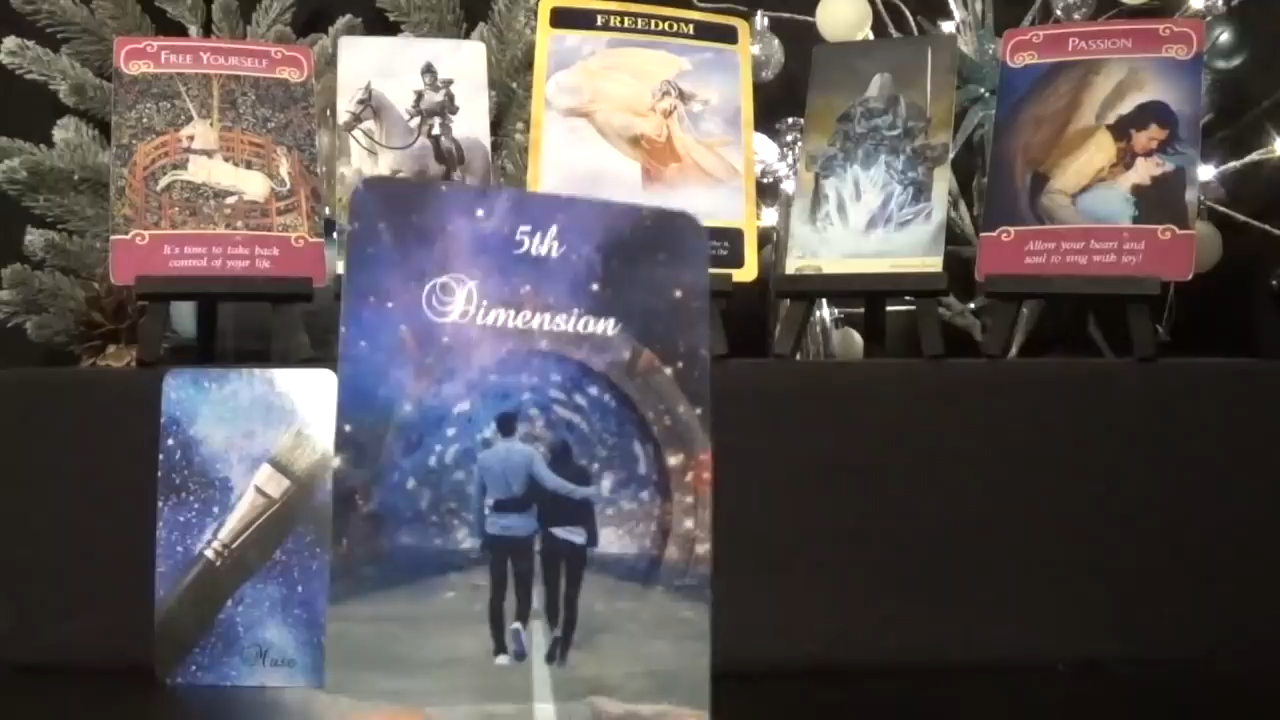 FREE YOURSELF
It's time to take back
control of your life.
FREEDOM
PASSION
Allow your heart and
soul to sing with joy!
5th
Dimension
Muse